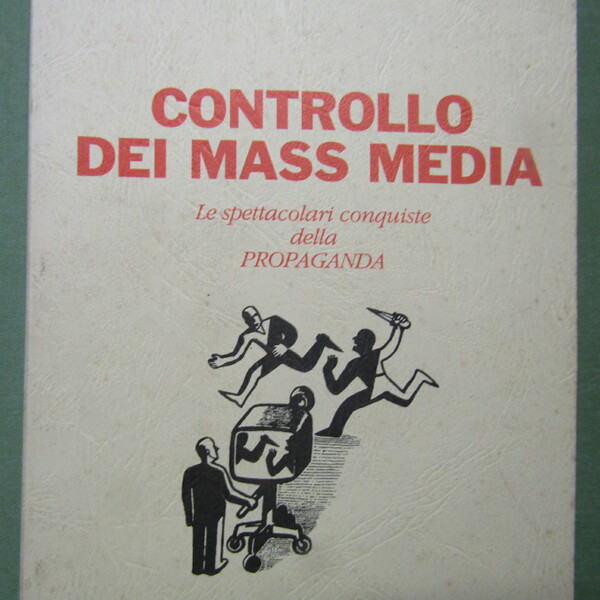 CONTROLLO
DEI MASS MEDIA
Le spettacolari conquiste
della
PROPAGANDA